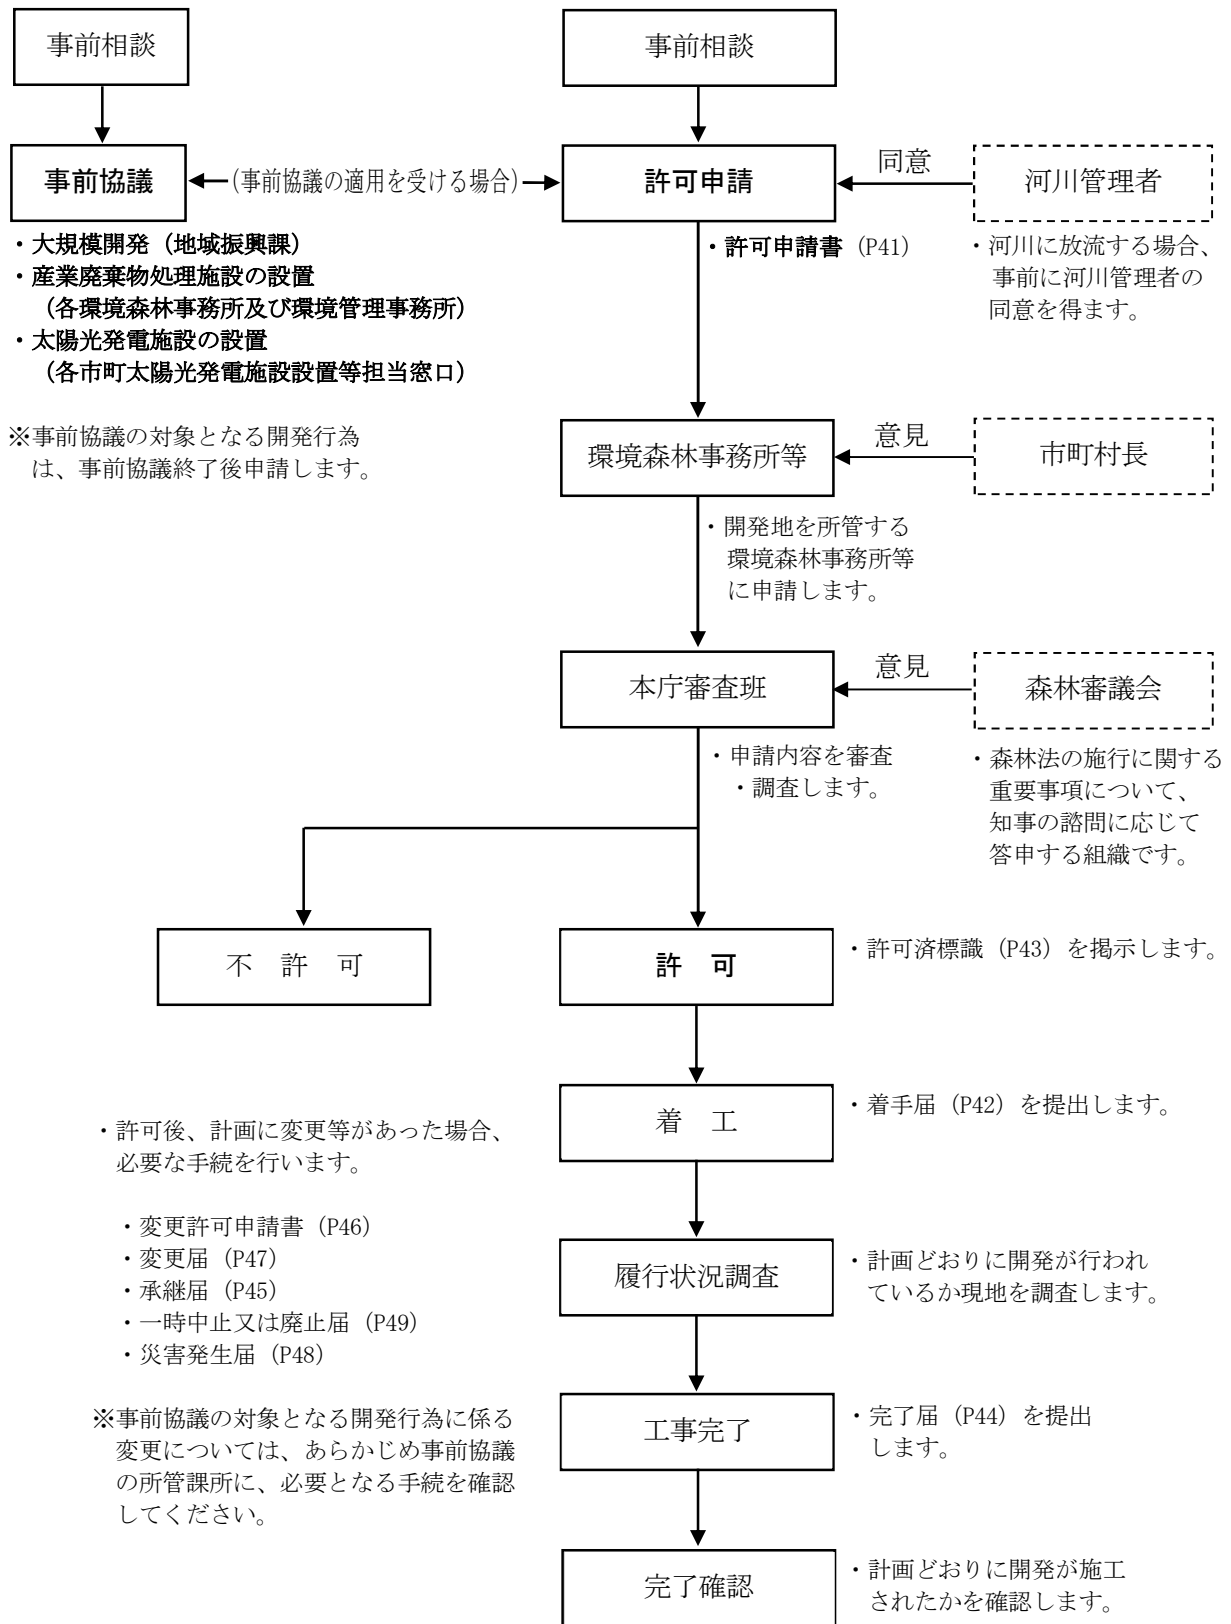 事前相談
事前相談
事前協議
(事前協議の適用を受ける場合)
許可申請
同意
河川管理者
・大規模開発(地域振興課)
・産業廃棄物処理施設の設置
(各環境森林事務所及び環境管理事務所)
・太陽光発電施設の設置
(各市町太陽光発電施設設置等担当窓口)
※事前協議の対象となる開発行為
は、事前協議終了後申請します。
・許可申請書(P41)
・河川に放流する場合、
事前に河川管理者の
同意を得ます。
環境森林事務所等
意見
市町村長
・開発地を所管する
環境森林事務所等
に申請します。
本庁審査班
意見
森林審議会
・申請内容を審査
・調査します。
・森林法の施行に関する
重要事項について、
知事の諮問に応じて
答申する組織です。
不 許 可
許 可
・許可済標識(P43)を掲示します。
着 工
・着手届(P42)を提出します。
・許可後、計画に変更等があった場合、
必要な手続を行います。
・変更許可申請書(P46)
・変更届(P47)
・承継届(P45)
・一時中止又は廃止届(P49)
・災害発生届(P48)
履行状況調査
・計画どおりに開発が行われ
ているか現地を調査します。
※事前協議の対象となる開発行為に係る
変更については、あらかじめ事前協議
の所管課所に、必要となる手続を確認
してください。
工事完了
・完了届(P44)を提出
します。
完了確認
・計画どおりに開発が施工
されたかを確認します。